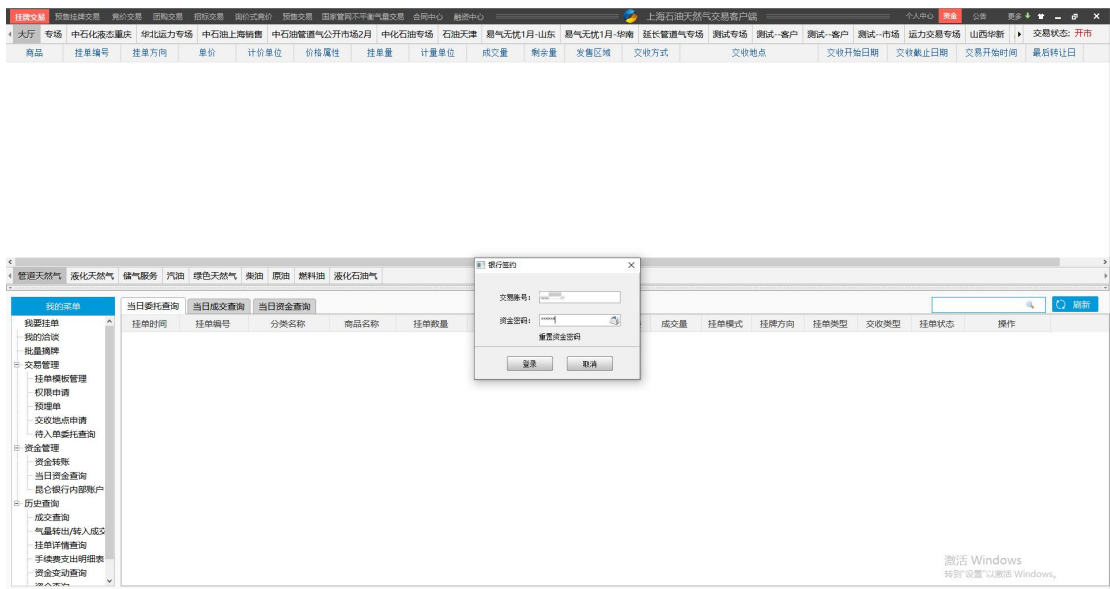 挂牌交易 预售挂牌交易 竞价交易 团购交易 招标交易 询价式竞价 预售交易 国家管网不平衡气量交易 合同中心 融资中心 上海石油天然气交易客户端 个人中心 资金 公告 更多
大厅 专场 中石化液态重庆 华北运力专场 中石油上海销售 中石油管道气公开市场2月 中化石油专场 石油天津 易气无忧1月-山东 易气无忧1月-华南 延长管道气专场 测试专场 测试--客户 测试--客户 测试--市场 运力交易专场 山西华新 交易状态: 开市
商品 挂单编号 挂单方向 单价 计价单位 价格属性 挂单量 计量单位 成交量 剩余量 发售区域 交收方式 交收地点 交收开始日期 交收截止日期 交易开始时间 最后转让日
管道天然气 液化天然气 储气服务 汽油 绿色天然气 柴油 原油 燃料油 液化石油气
银行签约
交易账号:
资金密码: ******
重置资金密码
登录 取消
我的菜单 当日委托查询 当日成交查询 当日资金查询 刷新
挂单时间 挂单编号 分类名称 商品名称 挂单数量 成交量 挂单模式 挂牌方向 挂单类型 交收类型 挂单状态 操作
我要挂单
我的洽谈
批量摘牌
交易管理
挂单模板管理
权限申请
预埋单
交收地点申请
待入单委托查询
资金管理
资金转账
当日资金查询
昆仑银行内部账户
历史查询
成交查询
气量转出/转入成交
挂单详情查询
手续费支出明细表
资金变动查询
激活 Windows
转到"设置"以激活 Windows。